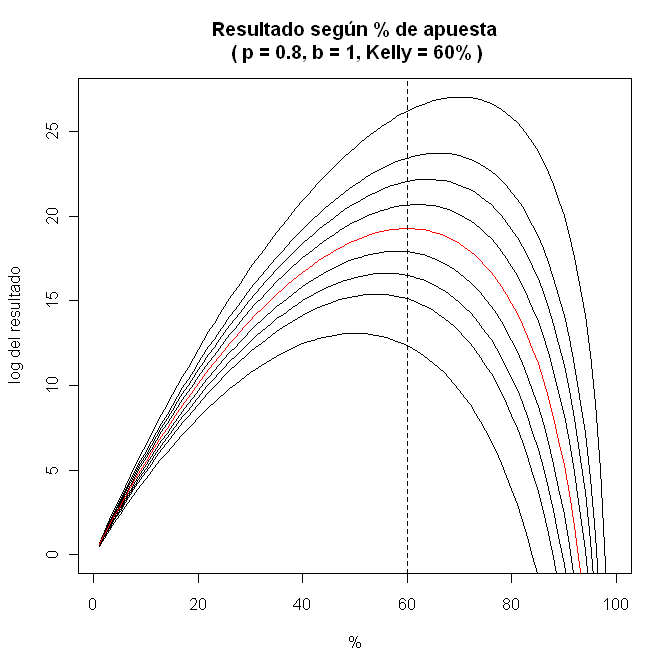 Resultado según % de apuesta
( p = 0.8, b = 1, Kelly = 60% )
log del resultado
25
20
15
10
5
0
0 20 40 60 80 100
%